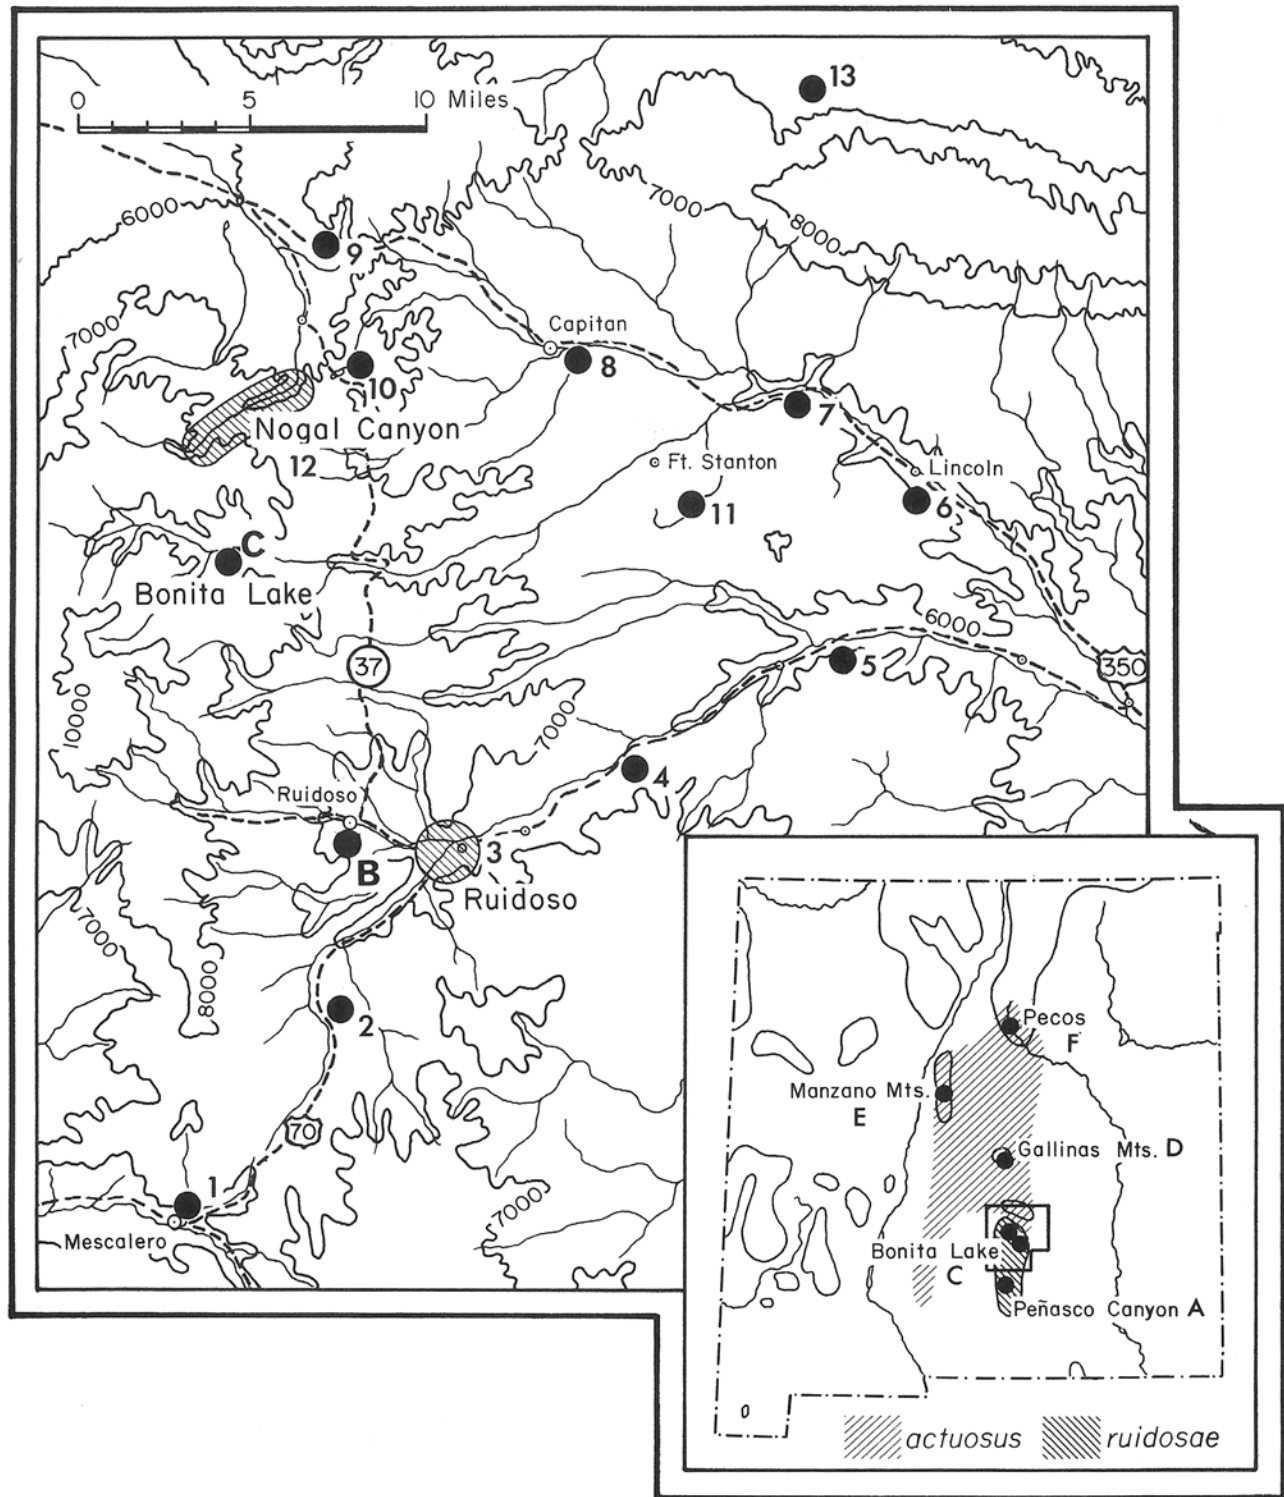 13
0 5 10 Miles
6000
7000
8000
9
7000
Capitan
8
10
7
Nogal Canyon
12
Ft. Stanton
Lincoln
11
6
C
Bonita Lake
6000
37
5
350
10000
7000
4
Ruidoso
3
B
Ruidoso
7000
8000
2
Pecos
F
Manzano Mts.
E
70
Gallinas Mts. D
1
7000
Mescalero
Bonita Lake
C
Peñasco Canyon A
actuosus
ruidosae